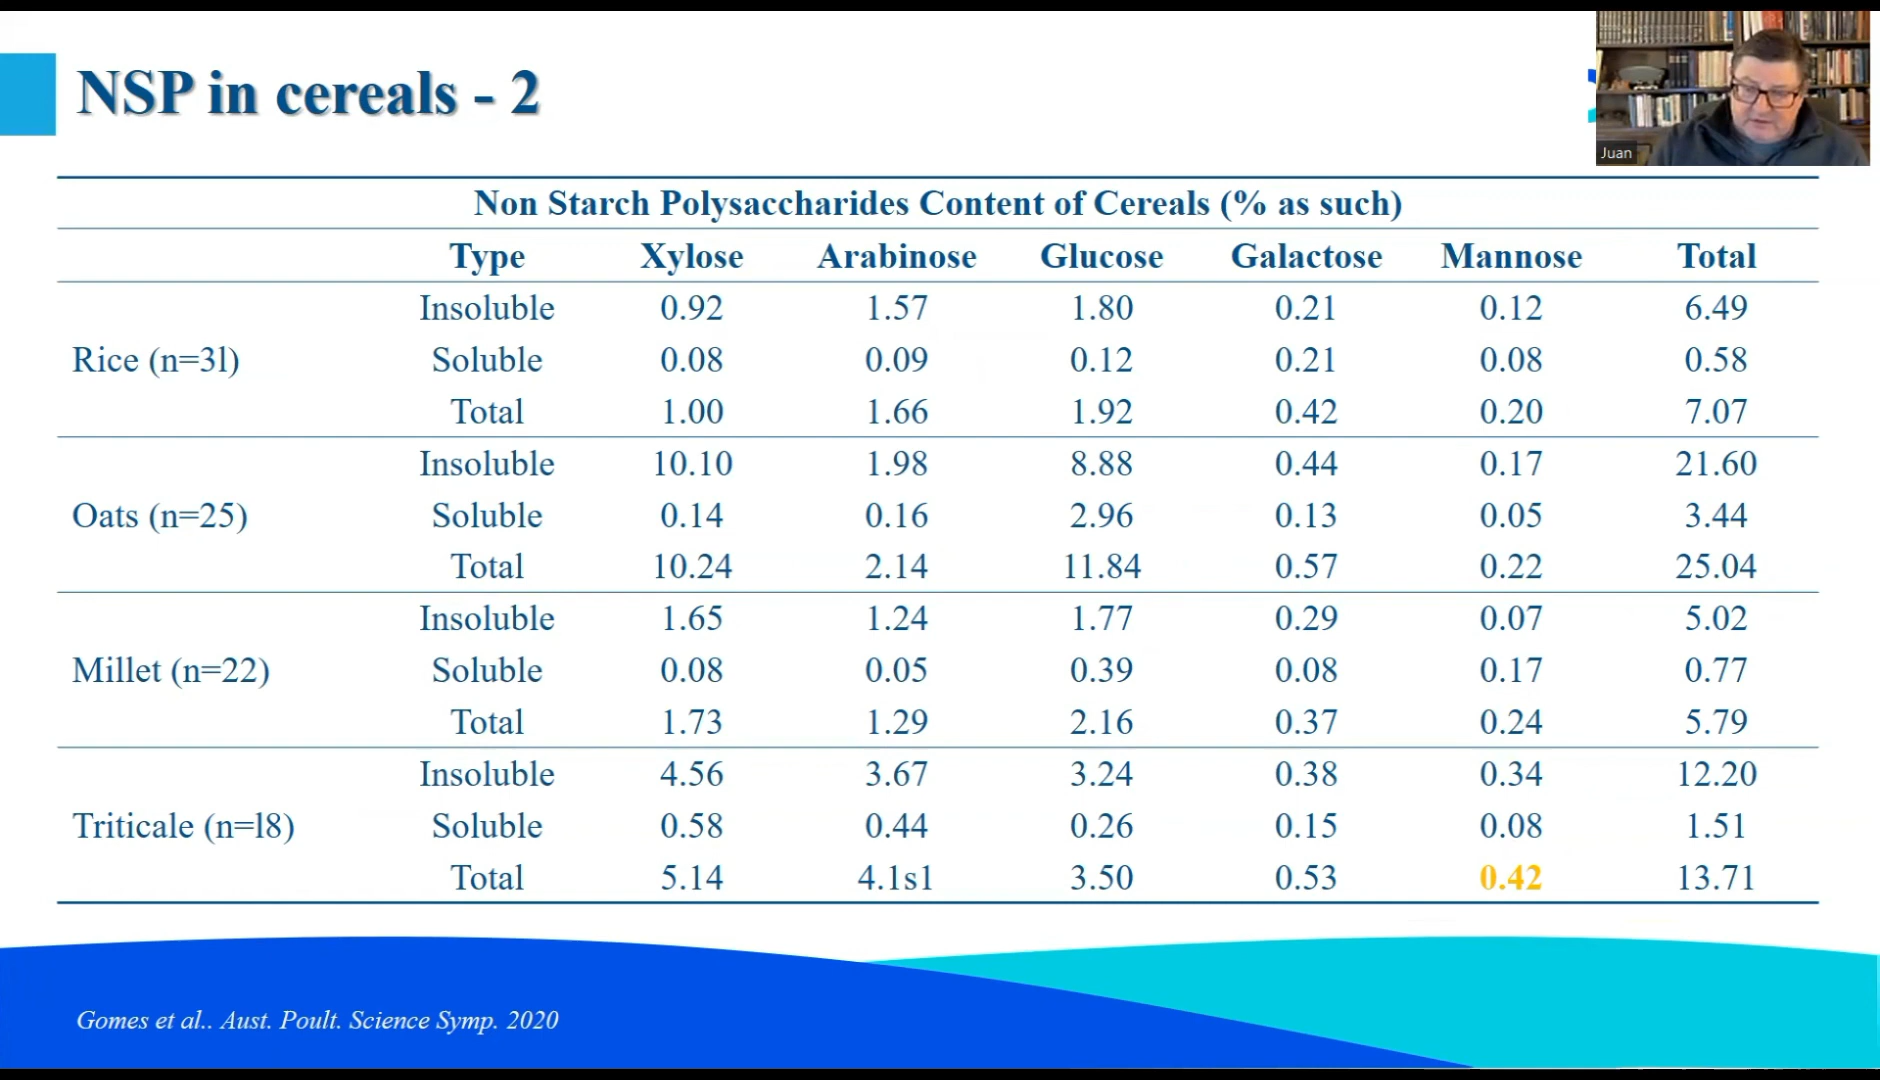 NSP in cereals - 2
Juan
Non Starch Polysaccharides Content of Cereals (% as such)
Type Xylose Arabinose Glucose Galactose Mannose Total
Insoluble 0.92 1.57 1.80 0.21 0.12 6.49
Rice (n=3l) Soluble 0.08 0.09 0.12 0.21 0.08 0.58
Total 1.00 1.66 1.92 0.42 0.20 7.07
Insoluble 10.10 1.98 8.88 0.44 0.17 21.60
Oats (n=25) Soluble 0.14 0.16 2.96 0.13 0.05 3.44
Total 10.24 2.14 11.84 0.57 0.22 25.04
Insoluble 1.65 1.24 1.77 0.29 0.07 5.02
Millet (n=22) Soluble 0.08 0.05 0.39 0.08 0.17 0.77
Total 1.73 1.29 2.16 0.37 0.24 5.79
Insoluble 4.56 3.67 3.24 0.38 0.34 12.20
Triticale (n=l8) Soluble 0.58 0.44 0.26 0.15 0.08 1.51
Total 5.14 4.1s1 3.50 0.53 0.42 13.71
Gomes et al.. Aust. Poult. Science Symp. 2020